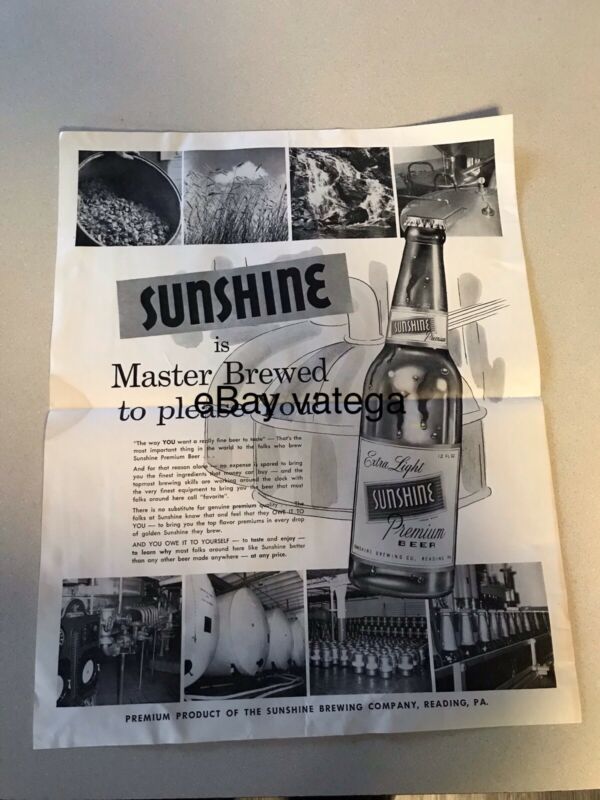 SUNSHINE
is
Master Brewed
to please You
eBay vatega
"The way YOU want a really fine beer to taste" — That's the
most important thing in the world to the folks who brew
Sunshine Premium Beer . . .
And for that reason alone — no expense is spared to bring
you the finest ingredients that money can buy — and the
topmost brewing skills are working around the clock with
the very finest equipment to bring you the beer that most
folks around here call "favorite".
There is no substitute for genuine premium quality — The
folks at Sunshine know that and feel that they OWE IT TO
YOU — to bring you the top flavor premiums in every drop
of golden Sunshine they brew.
AND YOU OWE IT TO YOURSELF — to taste and enjoy —
to learn why most folks around here like Sunshine better
than any other beer made anywhere — at any price.
SUNSHINE
Premium
12 FL. OZ.
Extra Light
SUNSHINE
Premium
BEER
SUNSHINE BREWING CO., READING, PA.
PREMIUM PRODUCT OF THE SUNSHINE BREWING COMPANY, READING, PA.